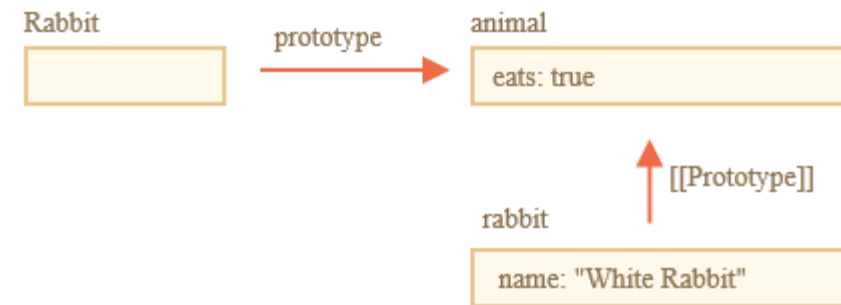 Rabbit
prototype
animal
eats: true
[[Prototype]]
rabbit
name: "White Rabbit"